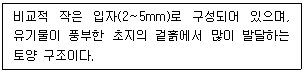 비교적 작은 입자(2~5mm)로 구성되어 있으며,
유기물이 풍부한 초지의 겉흙에서 많이 발달하는
토양 구조이다.